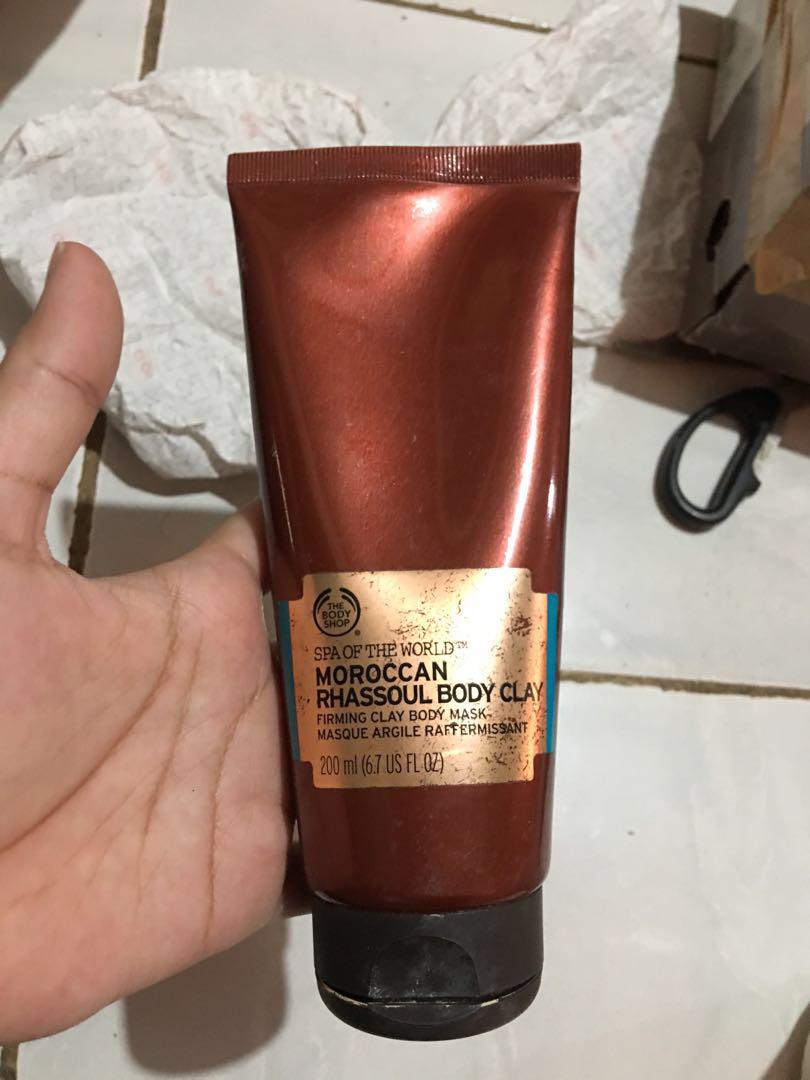 THE
BODY
SHOP
®
SPA OF THE WORLD™
MOROCCAN
RHASSOUL BODY CLAY
FIRMING CLAY BODY MASK
MASQUE ARGILE RAFFERMISSANT
200 ml (6.7 US FL OZ)